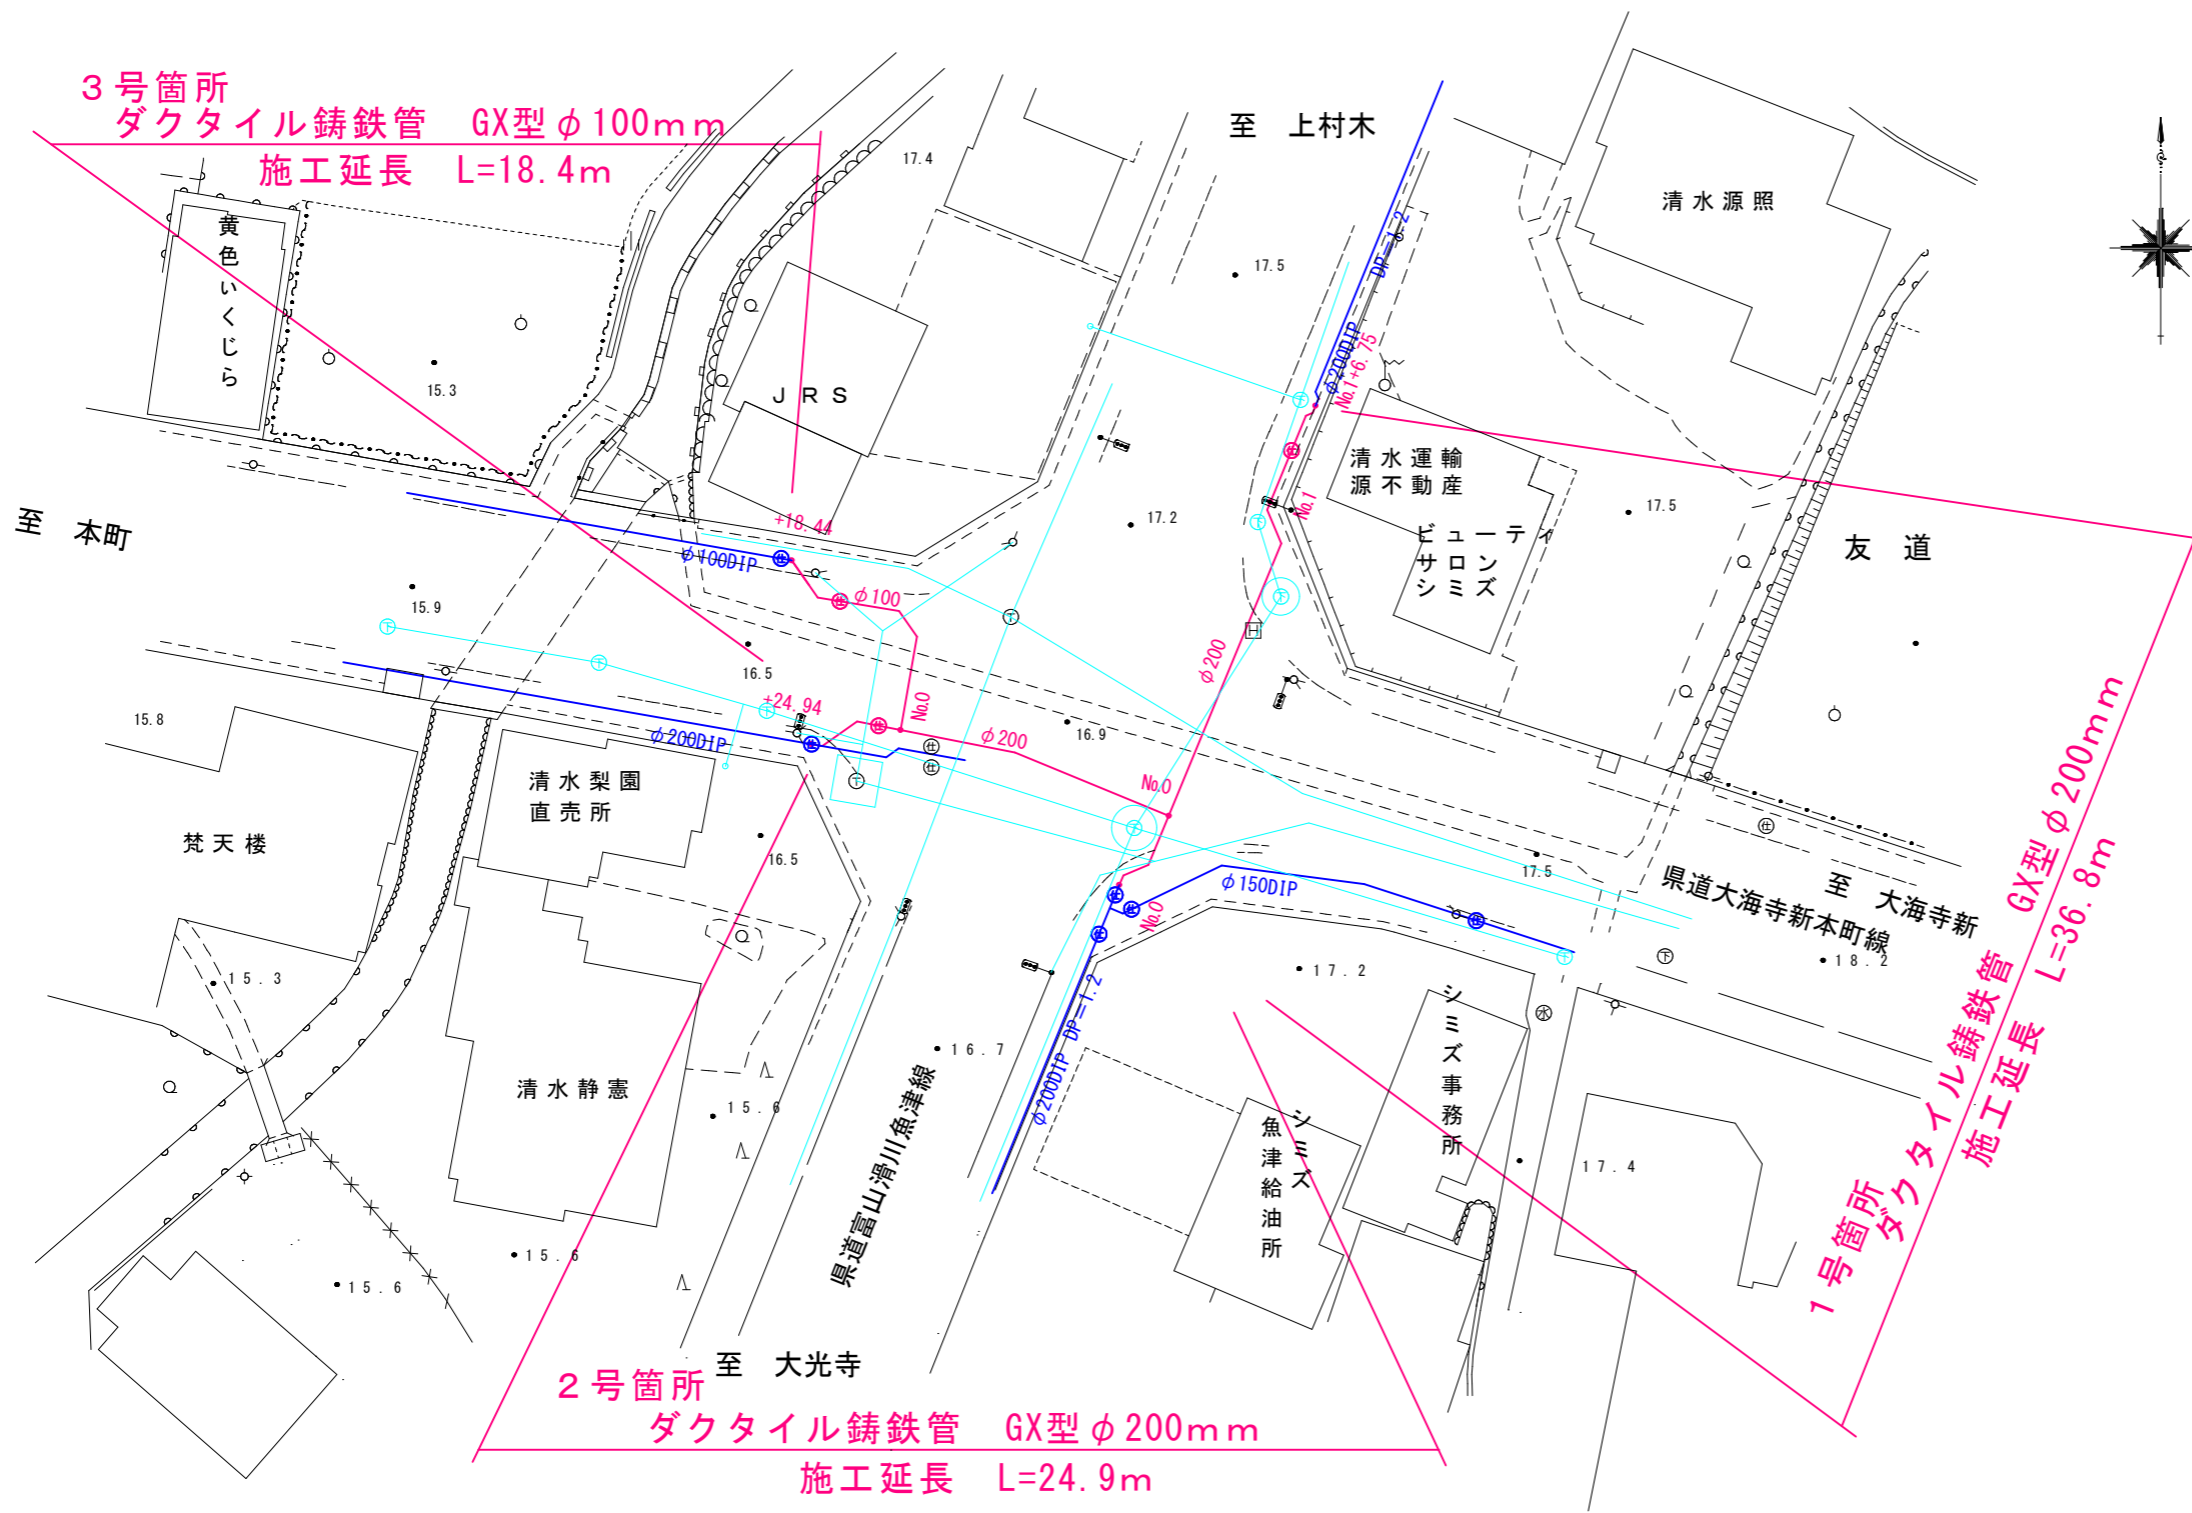 3号箇所
ダクタイル鋳鉄管　GX型φ100mm
施工延長　L=18.4m
至　上村木
17.4
清水源照
黄色いくじら
17.5
DP=1.2
φ200DIP
No.1+6.75
15.3
JRS
清水運輸
源不動産
No.1
ビューティ
サロン
シミズ
17.5
友　道
17.2
至　本町
+18.44
φ100DIP
φ100
15.9
16.5
φ200
+24.94
No.0
15.8
φ200DIP
φ200
16.9
No.0
清水梨園
直売所
梵天楼
16.5
17.5
φ150DIP
No.0
県道大海寺新本町線
至　大海寺新
18.2
17.2
15.3
φ200DIP DP=1.2
16.7
シミズ事務所
清水静憲
15.6
シミズ
魚津給油所
17.4
県道富山滑川魚津線
15.6
15.6
1号箇所
ダクタイル鋳鉄管　GX型φ200mm
施工延長　L=36.8m
至　大光寺
2号箇所
ダクタイル鋳鉄管　GX型φ200mm
施工延長　L=24.9m